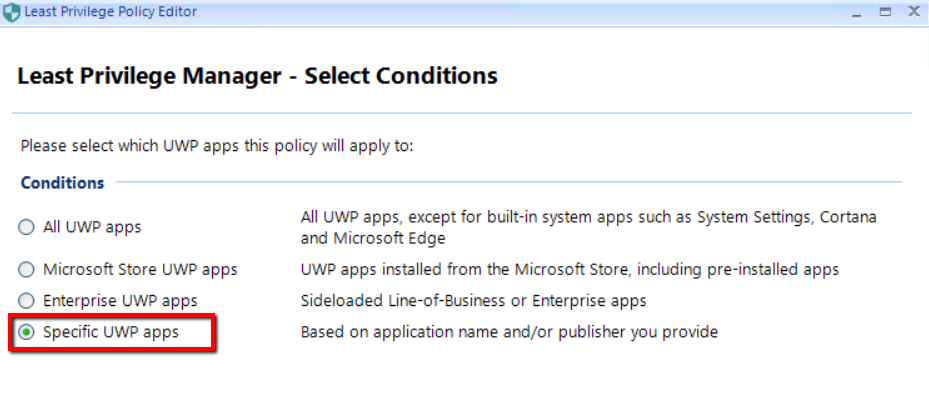 Least Privilege Policy Editor
Least Privilege Manager - Select Conditions
Please select which UWP apps this policy will apply to:
Conditions
All UWP apps
All UWP apps, except for built-in system apps such as System Settings, Cortana
and Microsoft Edge
Microsoft Store UWP apps
UWP apps installed from the Microsoft Store, including pre-installed apps
Enterprise UWP apps
Sideloaded Line-of-Business or Enterprise apps
Specific UWP apps
Based on application name and/or publisher you provide